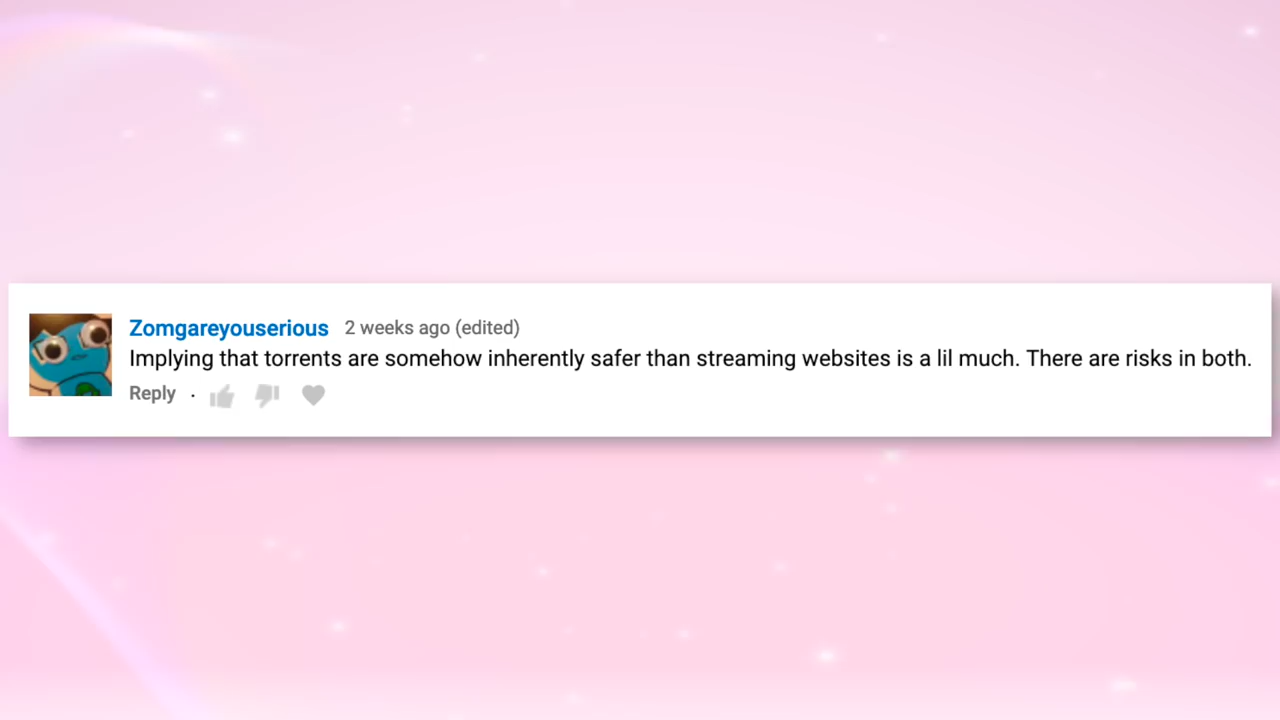 Zomgareyouserious 2 weeks ago (edited)
Implying that torrents are somehow inherently safer than streaming websites is a lil much. There are risks in both.
Reply ·